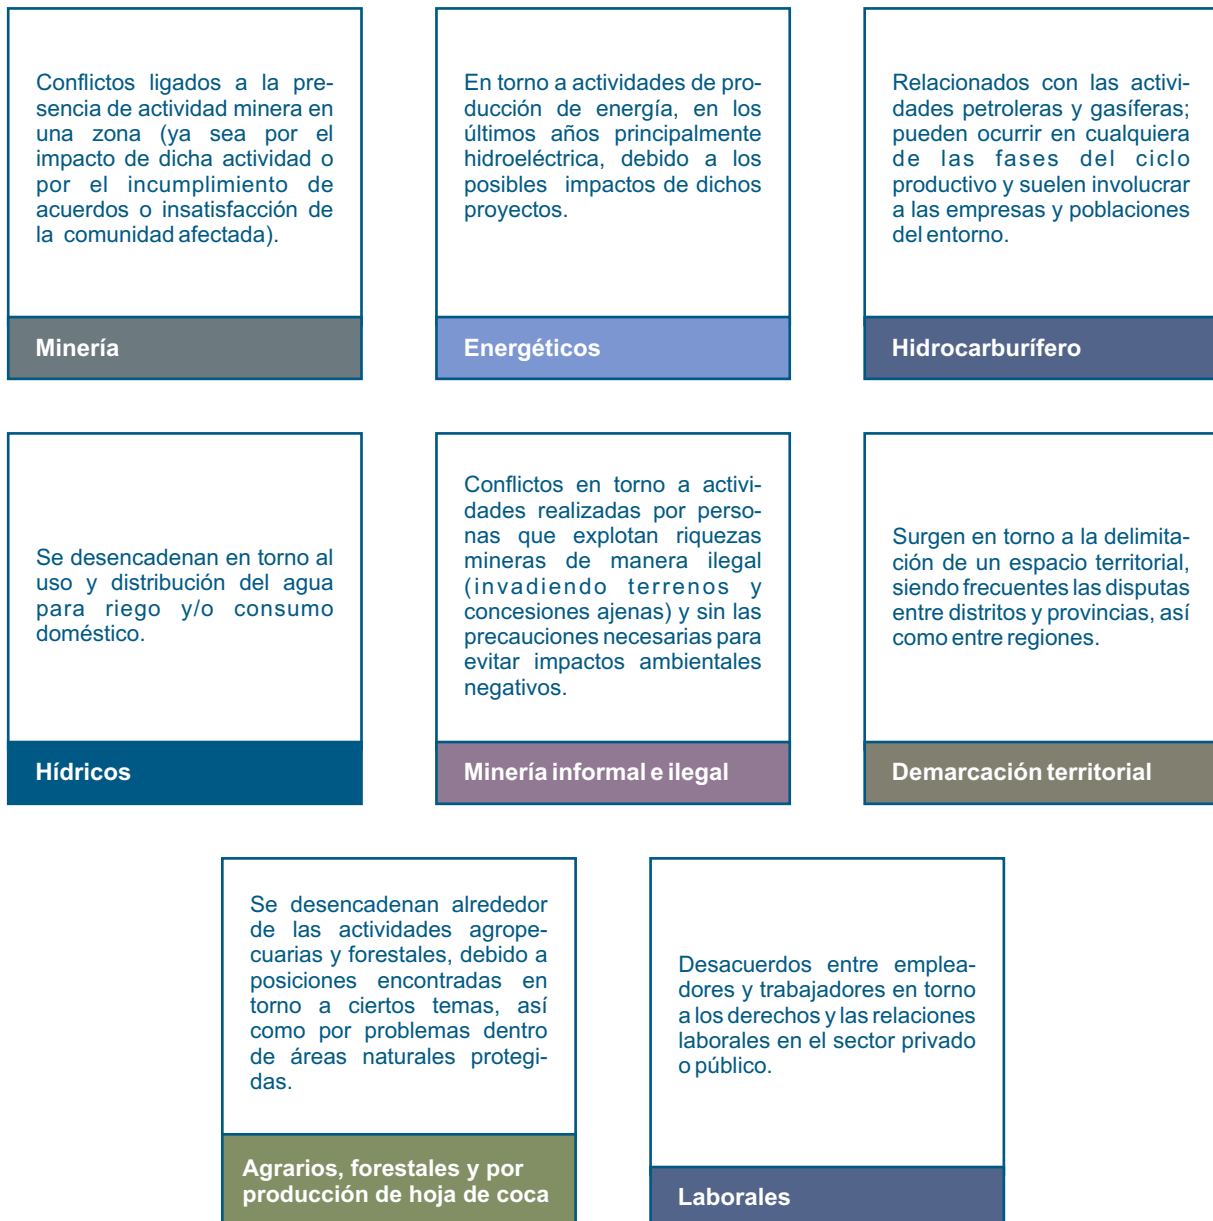 Conflictos ligados a la pre-
sencia de actividad minera en
una zona (ya sea por el
impacto de dicha actividad o
por el incumplimiento de
acuerdos o insatisfacción de
la comunidad afectada).
Minería
En torno a actividades de pro-
ducción de energía, en los
últimos años principalmente
hidroeléctrica, debido a los
posibles impactos de dichos
proyectos.
Energéticos
Relacionados con las activi-
dades petroleras y gasíferas;
pueden ocurrir en cualquiera
de las fases del ciclo
productivo y suelen involucrar
a las empresas y poblaciones
del entorno.
Hidrocarburífero
Se desencadenan en torno al
uso y distribución del agua
para riego y/o consumo
doméstico.
Hídricos
Conflictos en torno a activi-
dades realizadas por perso-
nas que explotan riquezas
mineras de manera ilegal
(invadiendo terrenos y
concesiones ajenas) y sin las
precauciones necesarias para
evitar impactos ambientales
negativos.
Minería informal e ilegal
Surgen en torno a la delimita-
ción de un espacio territorial,
siendo frecuentes las disputas
entre distritos y provincias, así
como entre regiones.
Demarcación territorial
Se desencadenan alrededor
de las actividades agrope-
cuarias y forestales, debido a
posiciones encontradas en
torno a ciertos temas, así
como por problemas dentro
de áreas naturales protegi-
das.
Agrarios, forestales y por
producción de hoja de coca
Desacuerdos entre emplea-
dores y trabajadores en torno
a los derechos y las relaciones
laborales en el sector privado
o público.
Laborales